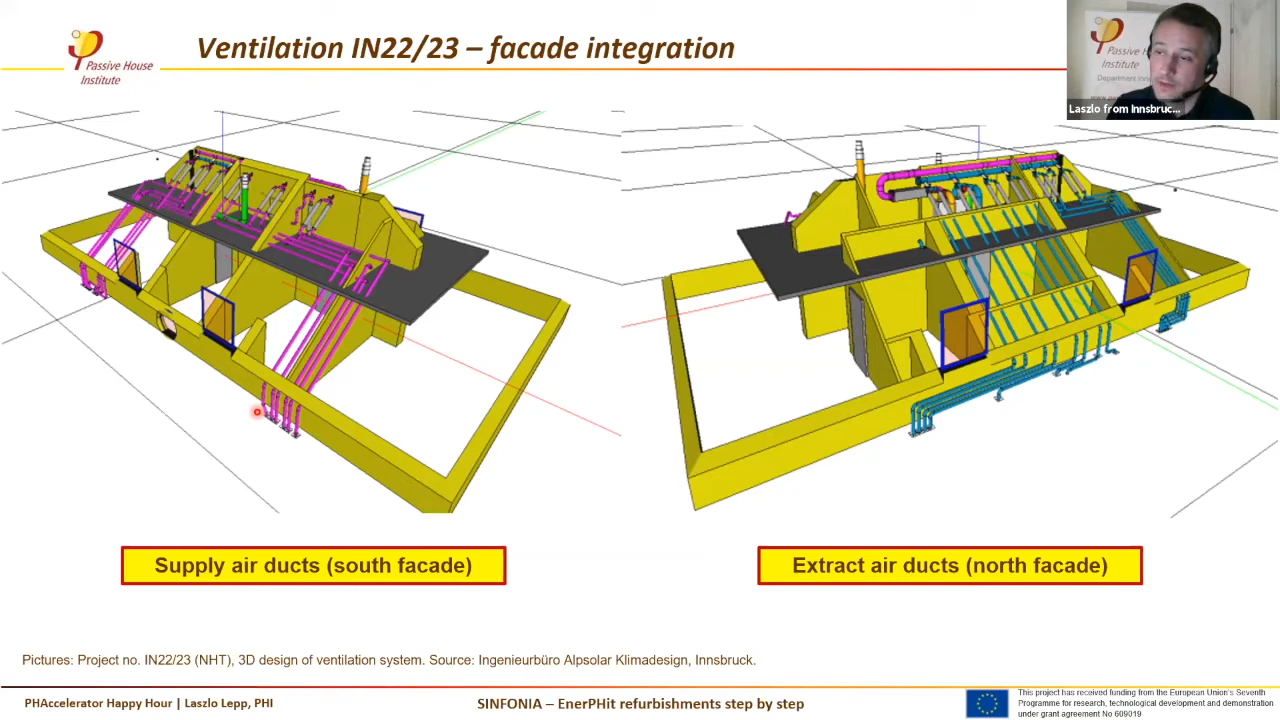 Passive House
Institute
Ventilation IN22/23 – facade integration
Passive House
Institute
Laszlo from Innsbruc...
Supply air ducts (south facade)
Extract air ducts (north facade)
Pictures: Project no. IN22/23 (NHT), 3D design of ventilation system. Source: Ingenieurbüro Alpsolar Klimadesign, Innsbruck.
PHAccelerator Happy Hour | Laszlo Lepp, PHI
SINFONIA – EnerPHit refurbishments step by step
This project has received funding from the European Union's Seventh
Programme for research, technological development and demonstration
under grant agreement No 609019